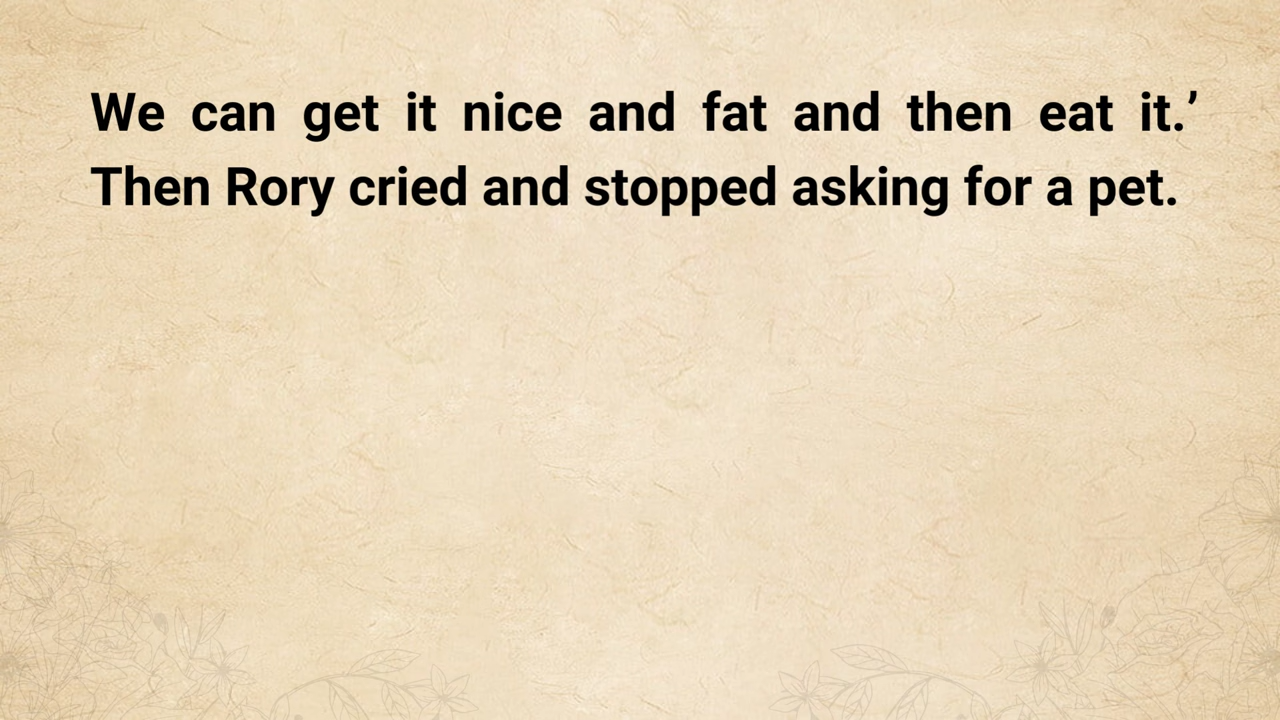 We can get it nice and fat and then eat it.’
Then Rory cried and stopped asking for a pet.